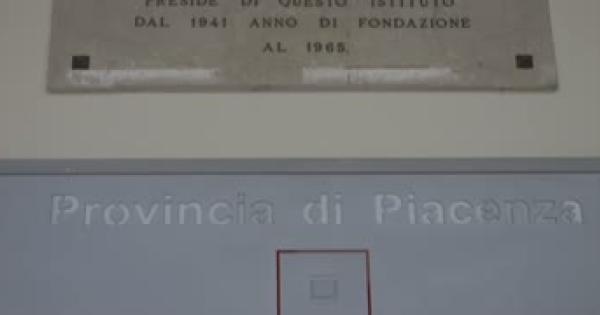 PRESIDE DI QUESTO ISTITUTO
DAL 1941 ANNO DI FONDAZIONE
AL 1965.
Provincia di Piacenza